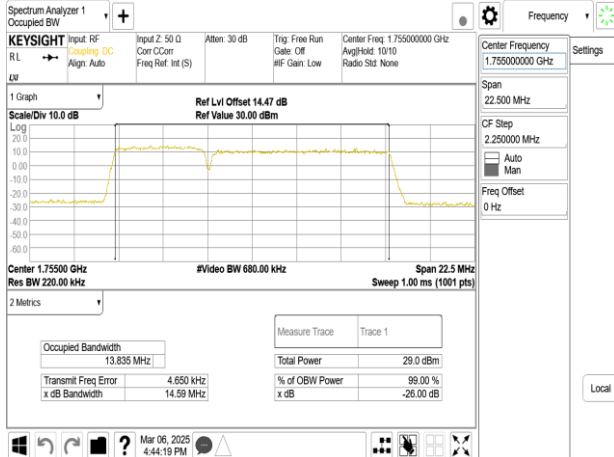 Spectrum Analyzer 1
Occupied BW
KEYSIGHT
RL
LXI
Input: RF
Coupling: DC
Align: Auto
Input Z: 50 Ω
Corr CCorr
Freq Ref: Int (S)
Atten: 30 dB
Trig: Free Run
Gate: Off
#IF Gain: Low
Center Freq: 1.755000000 GHz
Avg|Hold: 10/10
Radio Std: None
1 Graph
Scale/Div 10.0 dB
Ref Lvl Offset 14.47 dB
Ref Value 30.00 dBm
Log
20.0
10.0
0.00
-10.0
-20.0
-30.0
-40.0
-50.0
-60.0
Center 1.75500 GHz
Res BW 220.00 kHz
#Video BW 680.00 kHz
Span 22.5 MHz
Sweep 1.00 ms (1001 pts)
2 Metrics
Measure Trace
Trace 1
Occupied Bandwidth
13.835 MHz
Total Power
29.0 dBm
Transmit Freq Error
4.650 kHz
% of OBW Power
99.00 %
x dB Bandwidth
14.59 MHz
x dB
-26.00 dB
?
Mar 06, 2025
4:44:19 PM
Frequency
Center Frequency
1.755000000 GHz
Settings
Span
22.500 MHz
CF Step
2.250000 MHz
Auto
Man
Freq Offset
0 Hz
Local